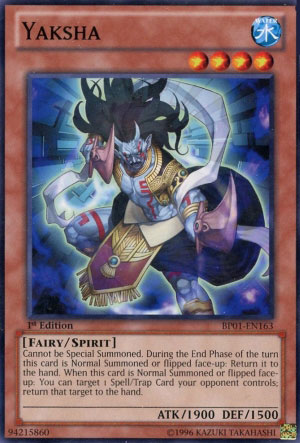 YAKSHA
WATER
水
1st Edition
BP01-EN163
[FAIRY/SPIRIT]
Cannot be Special Summoned. During the End Phase of the turn
this card is Normal Summoned or flipped face-up: Return it to
the hand. When this card is Normal Summoned or flipped face-
up: You can target 1 Spell/Trap Card your opponent controls;
return that target to the hand.
ATK/1900 DEF/1500
94215860
©1996 KAZUKI TAKAHASHI